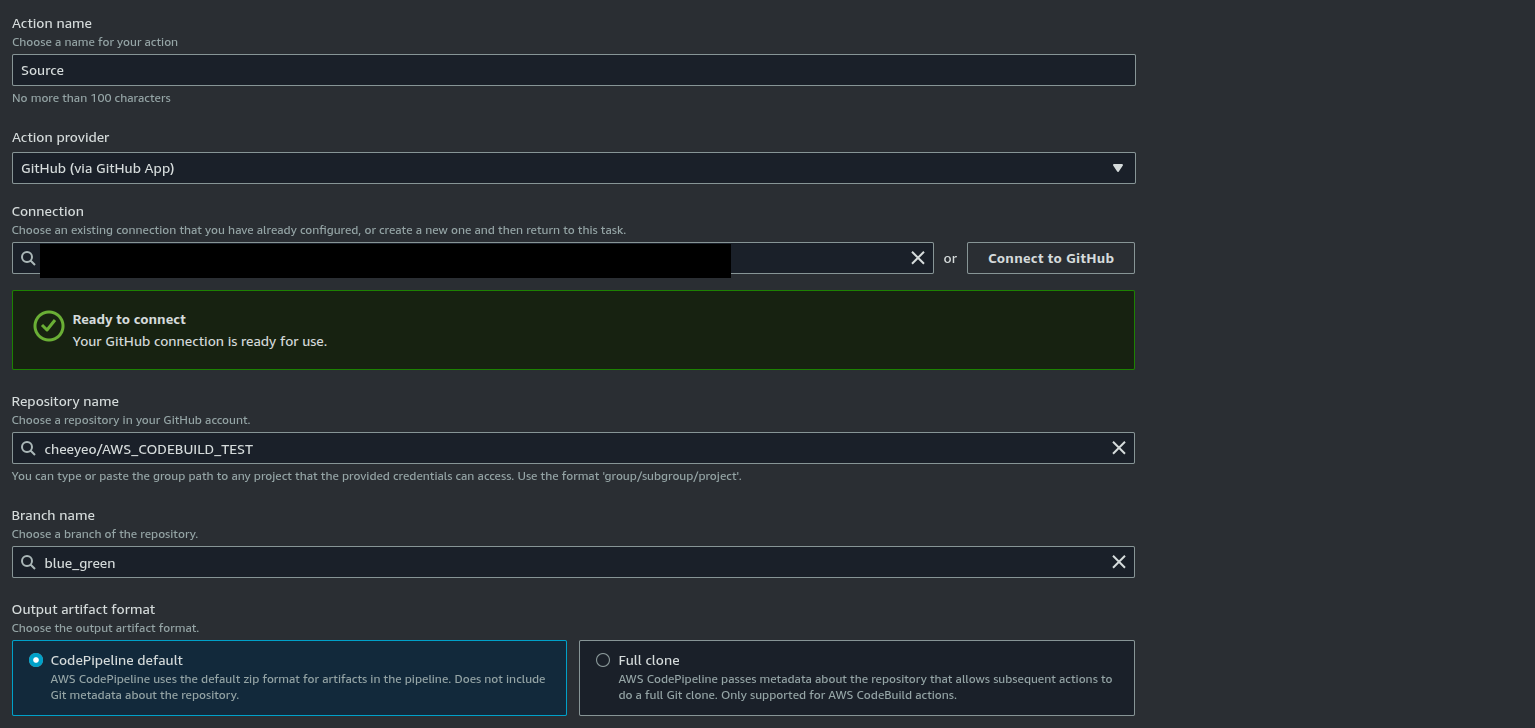 Action name
Choose a name for your action
Source
No more than 100 characters
Action provider
GitHub (via GitHub App)
Connection
Choose an existing connection that you have already configured, or create a new one and then return to this task.
or
Connect to GitHub
Ready to connect
Your GitHub connection is ready for use.
Repository name
Choose a repository in your GitHub account.
cheeyeo/AWS_CODEBUILD_TEST
You can type or paste the group path to any project that the provided credentials can access. Use the format 'group/subgroup/project'.
Branch name
Choose a branch of the repository.
blue_green
Output artifact format
Choose the output artifact format.
CodePipeline default
AWS CodePipeline uses the default zip format for artifacts in the pipeline. Does not include
Git metadata about the repository.
Full clone
AWS CodePipeline passes metadata about the repository that allows subsequent actions to
do a full Git clone. Only supported for AWS CodeBuild actions.